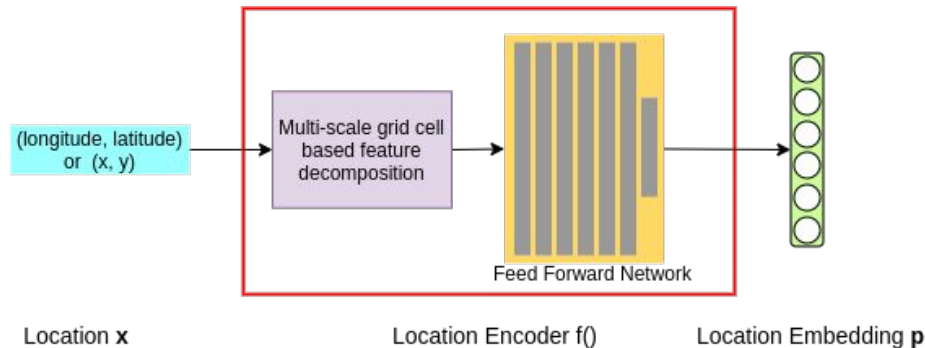 (longitude, latitude)
or (x, y)
Multi-scale grid cell
based feature
decomposition
Feed Forward Network
Location x
Location Encoder f()
Location Embedding p